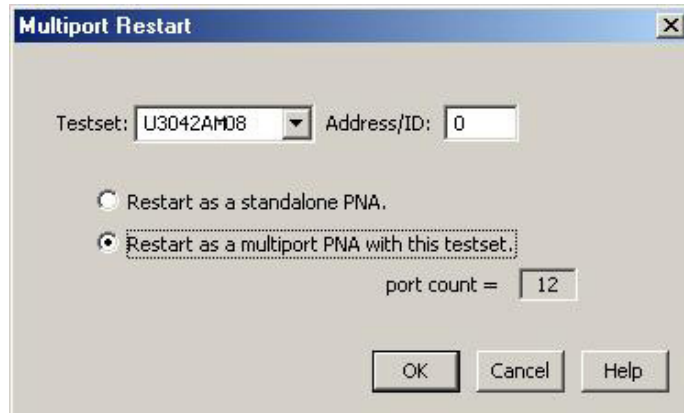 Multiport Restart
Testset: U3042AM08 Address/ID: 0
Restart as a standalone PNA.
Restart as a multiport PNA with this testset.
port count = 12
OK Cancel Help